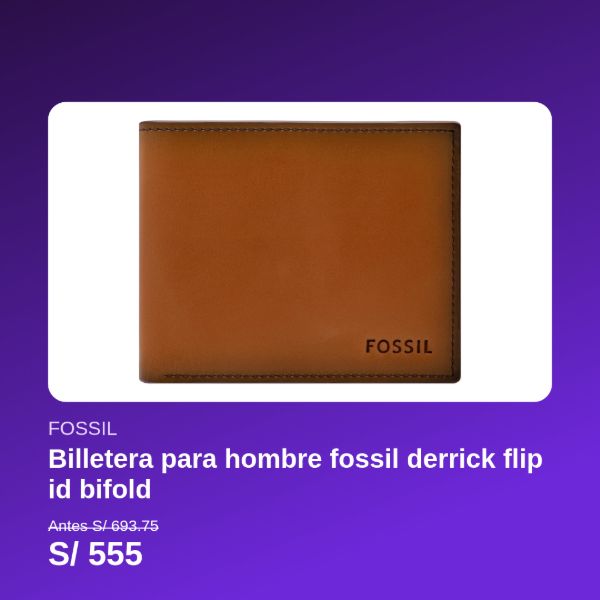 FOSSIL
FOSSIL
Billetera para hombre fossil derrick flip
id bifold
Antes S/ 693.75
S/ 555